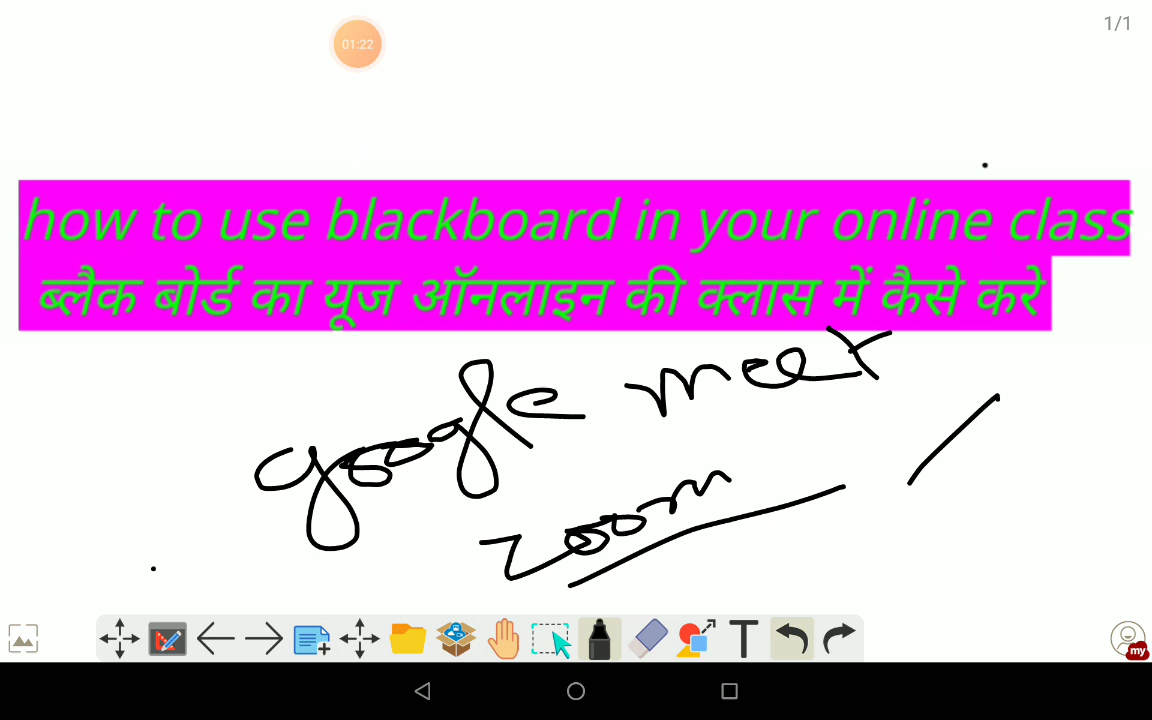 01:22
1/1
how to use blackboard in your online class
ब्लैक बोर्ड का यूज ऑनलाइन की क्लास में कैसे करे
google meet
zoom
T
my